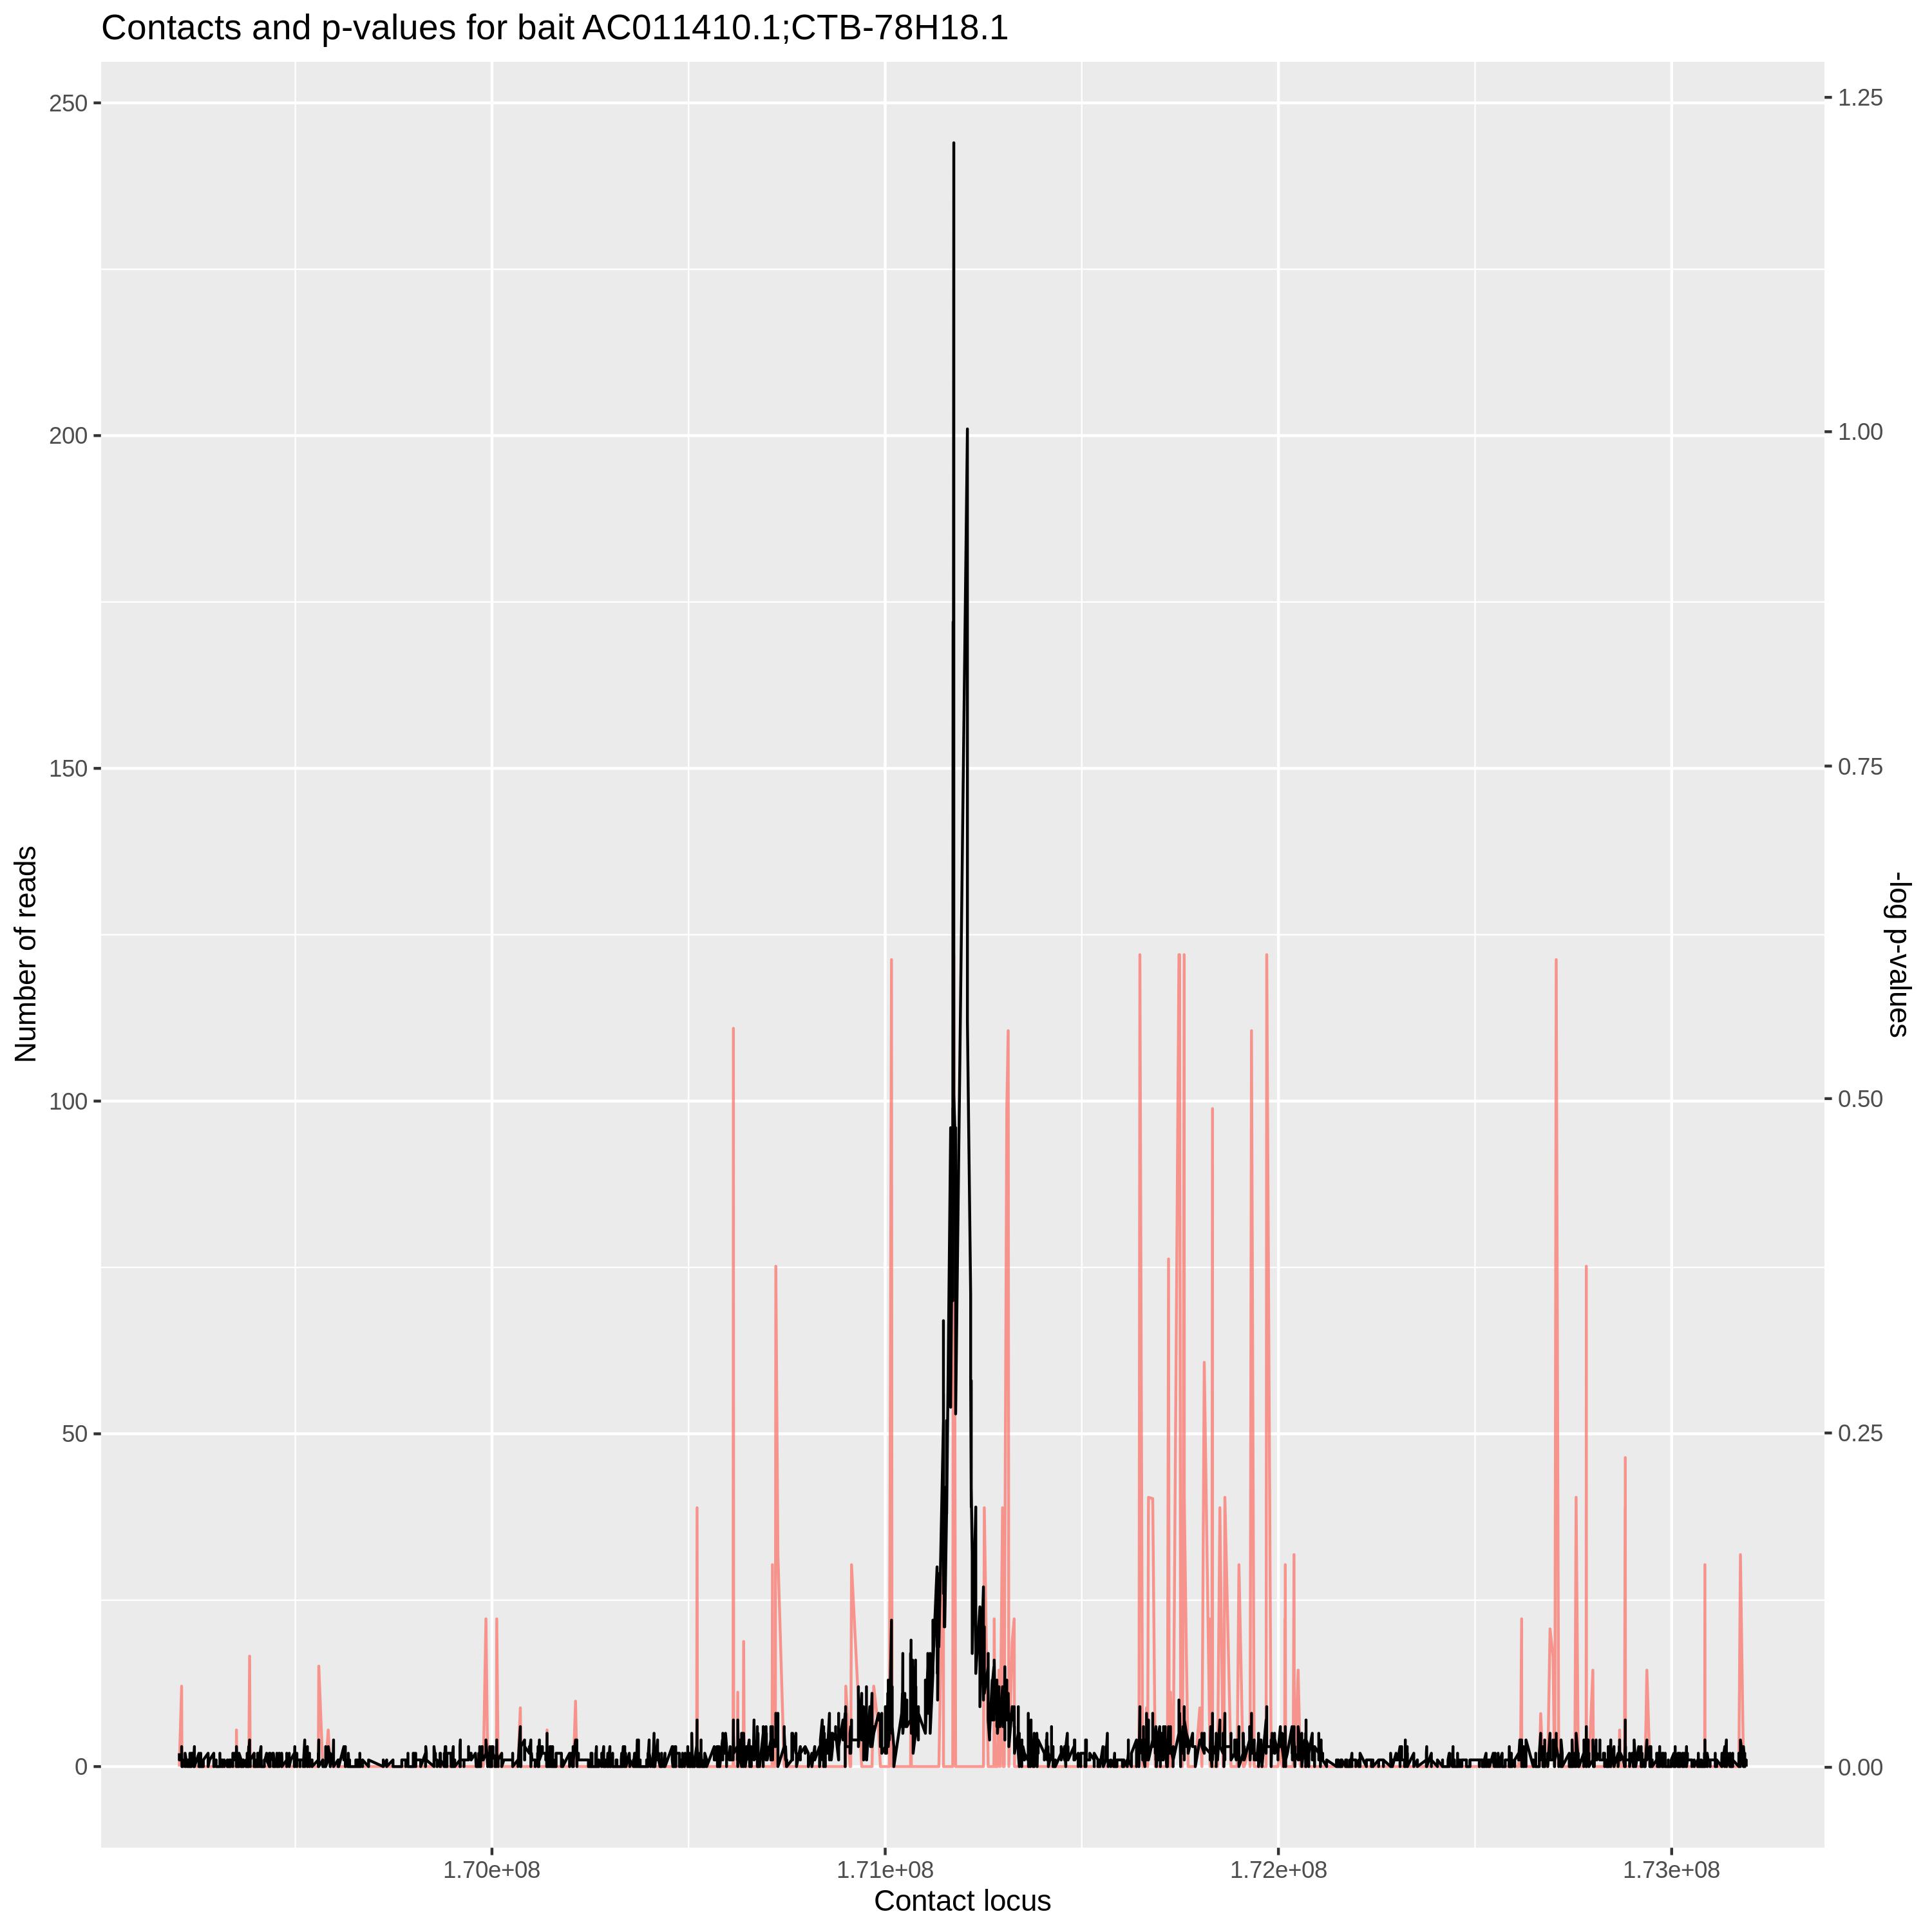 Contacts and p-values for bait AC011410.1;CTB-78H18.1
250
200
150
100
50
0
1.25
1.00
0.75
0.50
0.25
0.00
Number of reads
-log p-values
1.70e+08
1.71e+08
1.72e+08
1.73e+08
Contact locus